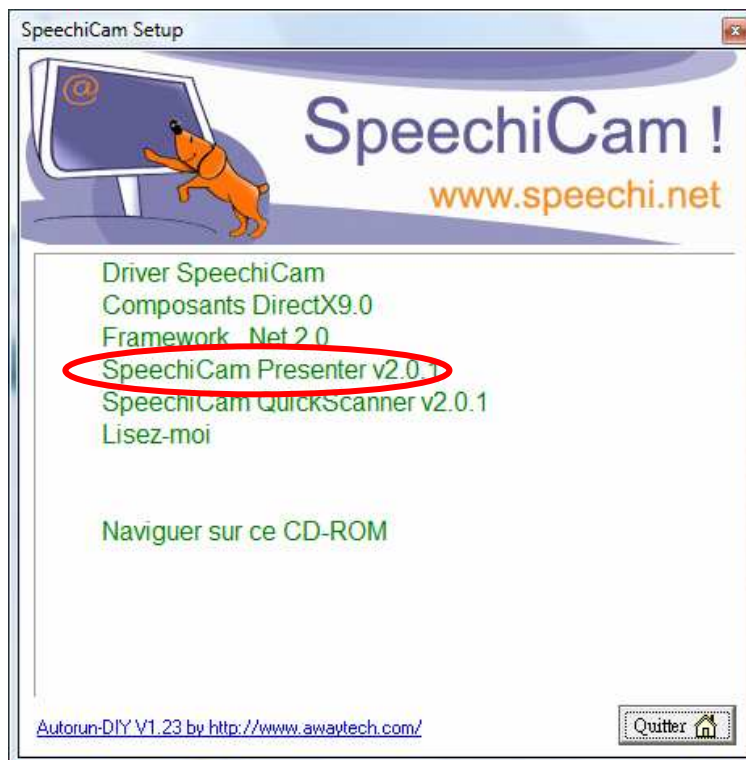 SpeechiCam Setup
@
SpeechiCam !
www.speechi.net
Driver SpeechiCam
Composants DirectX9.0
Framework .Net 2.0
SpeechiCam Presenter v2.0.1
SpeechiCam QuickScanner v2.0.1
Lisez-moi
Naviguer sur ce CD-ROM
Autorun-DIY V1.23 by http://www.awaytech.com/
Quitter